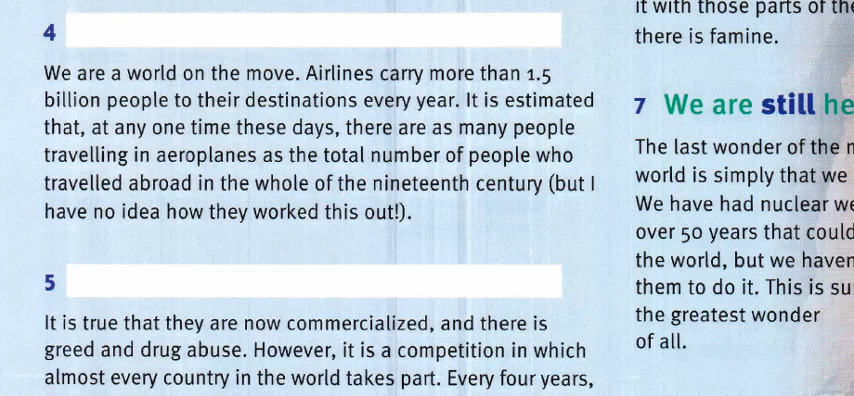 4
We are a world on the move. Airlines carry more than 1.5
billion people to their destinations every year. It is estimated
that, at any one time these days, there are as many people
travelling in aeroplanes as the total number of people who
travelled abroad in the whole of the nineteenth century (but I
have no idea how they worked this out!).
5
It is true that they are now commercialized, and there is
greed and drug abuse. However, it is a competition in which
almost every country in the world takes part. Every four years,
it with those parts of the
there is famine.
7 We are still he
The last wonder of the
world is simply that we
We have had nuclear we
over 50 years that could
the world, but we haven
them to do it. This is su
the greatest wonder
of all.